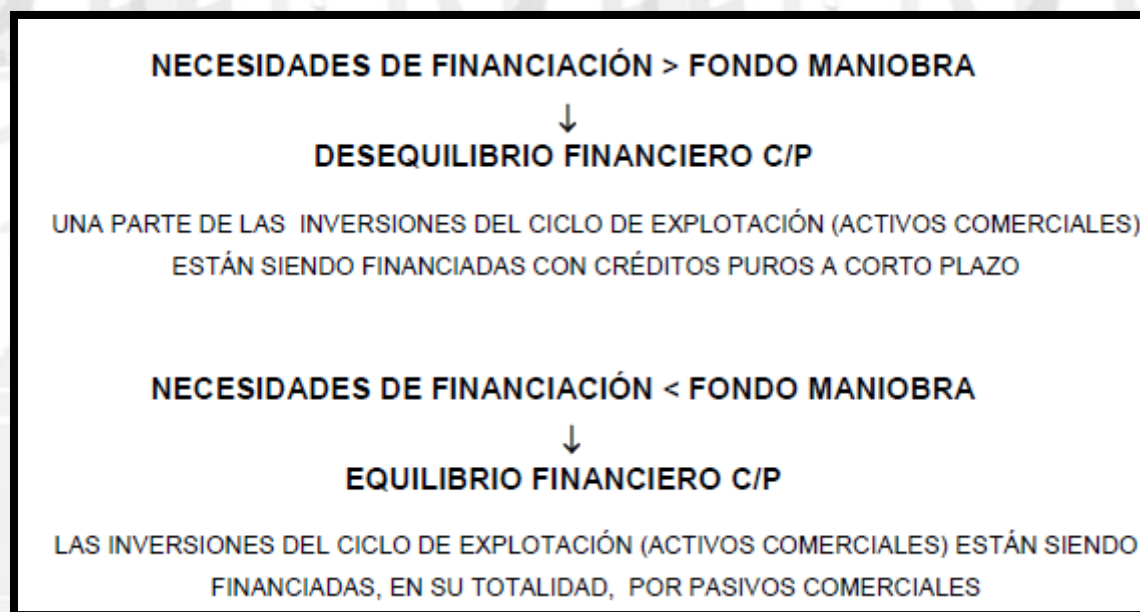 NECESIDADES DE FINANCIACIÓN > FONDO MANIOBRA
↓
DESEQUILIBRIO FINANCIERO C/P
UNA PARTE DE LAS INVERSIONES DEL CICLO DE EXPLOTACIÓN (ACTIVOS COMERCIALES)
ESTÁN SIENDO FINANCIADAS CON CRÉDITOS PUROS A CORTO PLAZO
NECESIDADES DE FINANCIACIÓN < FONDO MANIOBRA
↓
EQUILIBRIO FINANCIERO C/P
LAS INVERSIONES DEL CICLO DE EXPLOTACIÓN (ACTIVOS COMERCIALES) ESTÁN SIENDO
FINANCIADAS, EN SU TOTALIDAD, POR PASIVOS COMERCIALES